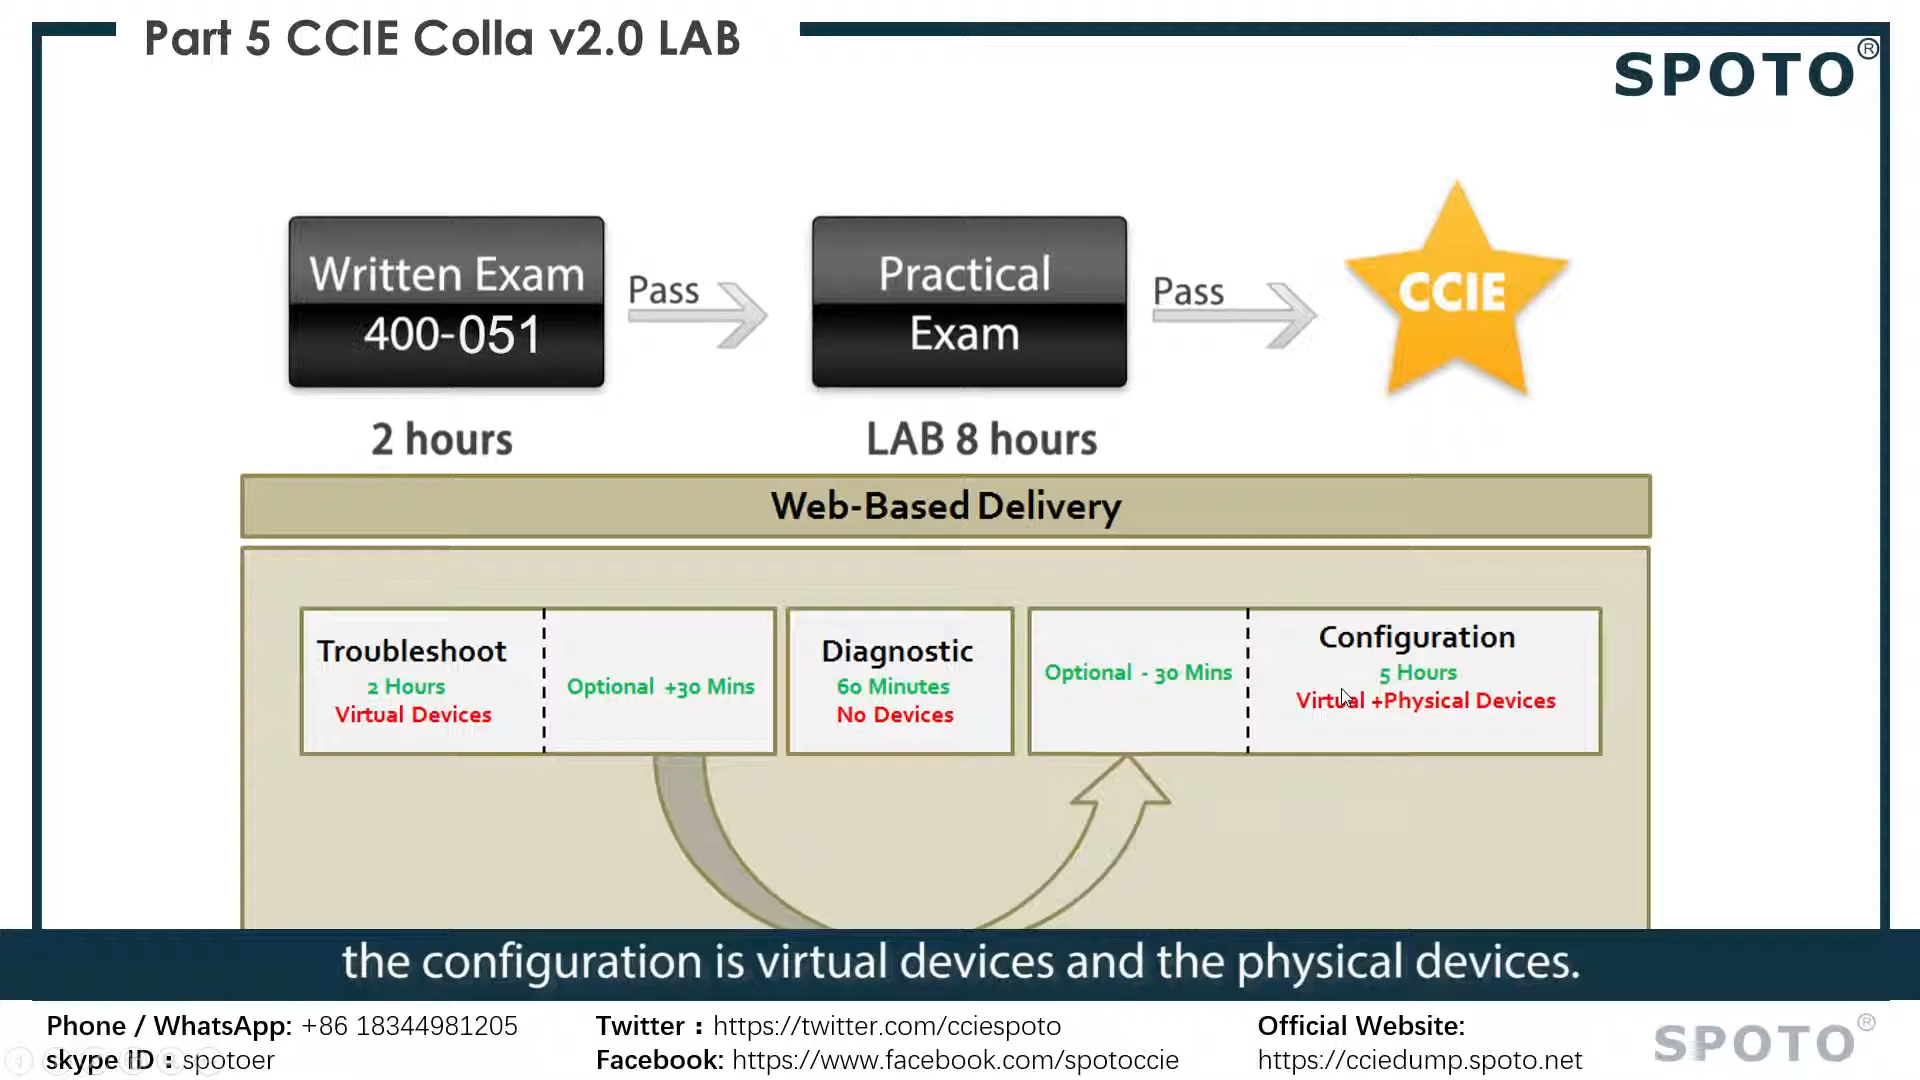 Part 5 CCIE Colla v2.0 LAB
SPOTO®
Written Exam
400-051
Pass
Practical
Exam
Pass
CCIE
2 hours
LAB 8 hours
Web-Based Delivery
Troubleshoot
2 Hours
Virtual Devices
Optional +30 Mins
Diagnostic
60 Minutes
No Devices
Optional - 30 Mins
Configuration
5 Hours
Virtual +Physical Devices
the configuration is virtual devices and the physical devices.
Phone / WhatsApp: +86 18344981205
skype ID : spotoer
Twitter : https://twitter.com/cciespoto
Facebook: https://www.facebook.com/spotoccie
Official Website:
https://cciedump.spoto.net
SPOTO®